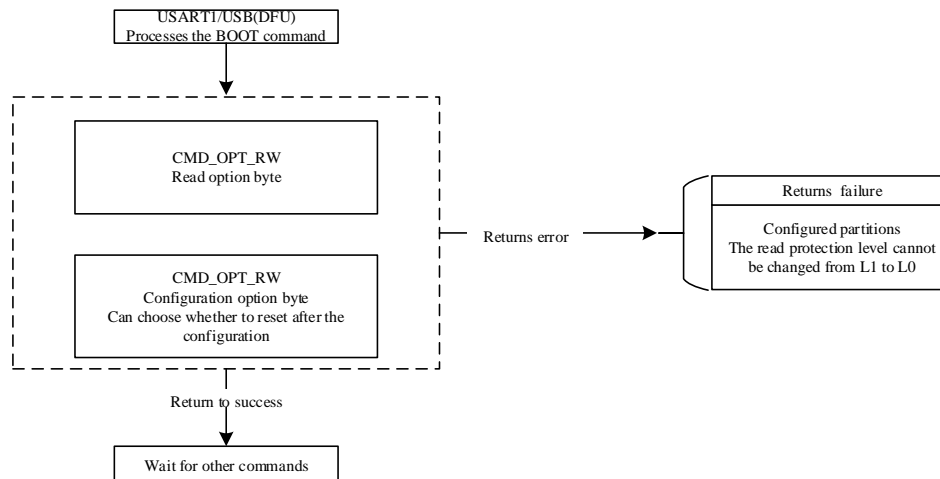 USART1/USB(DFU)
Processes the BOOT command
CMD_OPT_RW
Read option byte
CMD_OPT_RW
Configuration option byte
Can choose whether to reset after the
configuration
Returns error
Returns failure
Configured partitions
The read protection level cannot
be changed from L1 to L0
Return to success
Wait for other commands